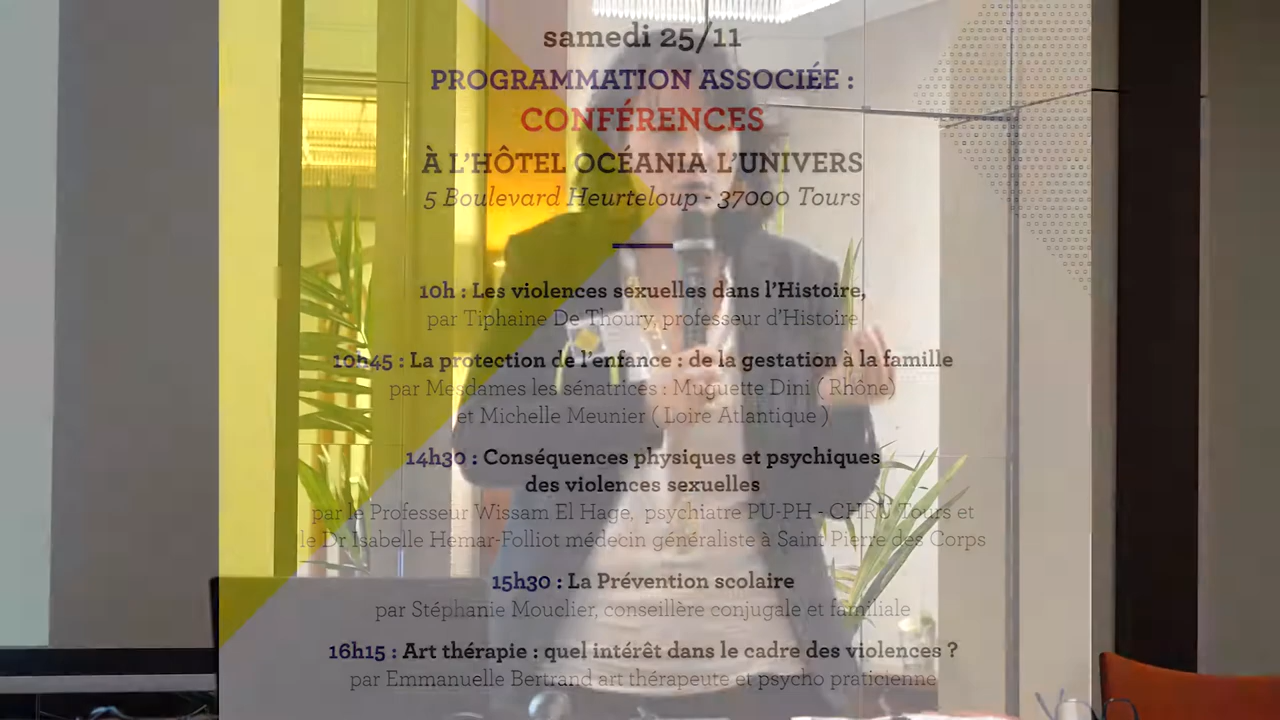 samedi 25/11
PROGRAMMATION ASSOCIÉE :
CONFÉRENCES
À L'HÔTEL OCÉANIA L'UNIVERS
5 Boulevard Heurteloup - 37000 Tours
10h : Les violences sexuelles dans l'Histoire,
par Tiphaine De Thoury, professeur d'Histoire
10h45 : La protection de l'enfance : de la gestation à la famille
par Mesdames les sénatrices : Muguette Dini ( Rhône)
et Michelle Meunier ( Loire Atlantique )
14h30 : Conséquences physiques et psychiques
des violences sexuelles
par le Professeur Wissam El Hage, psychiatre PU-PH - CHRU Tours et
le Dr Isabelle Hemar-Folliot médecin généraliste à Saint Pierre des Corps
15h30 : La Prévention scolaire
par Stéphanie Mouclier, conseillère conjugale et familiale
16h15 : Art thérapie : quel intérêt dans le cadre des violences ?
par Emmanuelle Bertrand art thérapeute et psycho praticienne